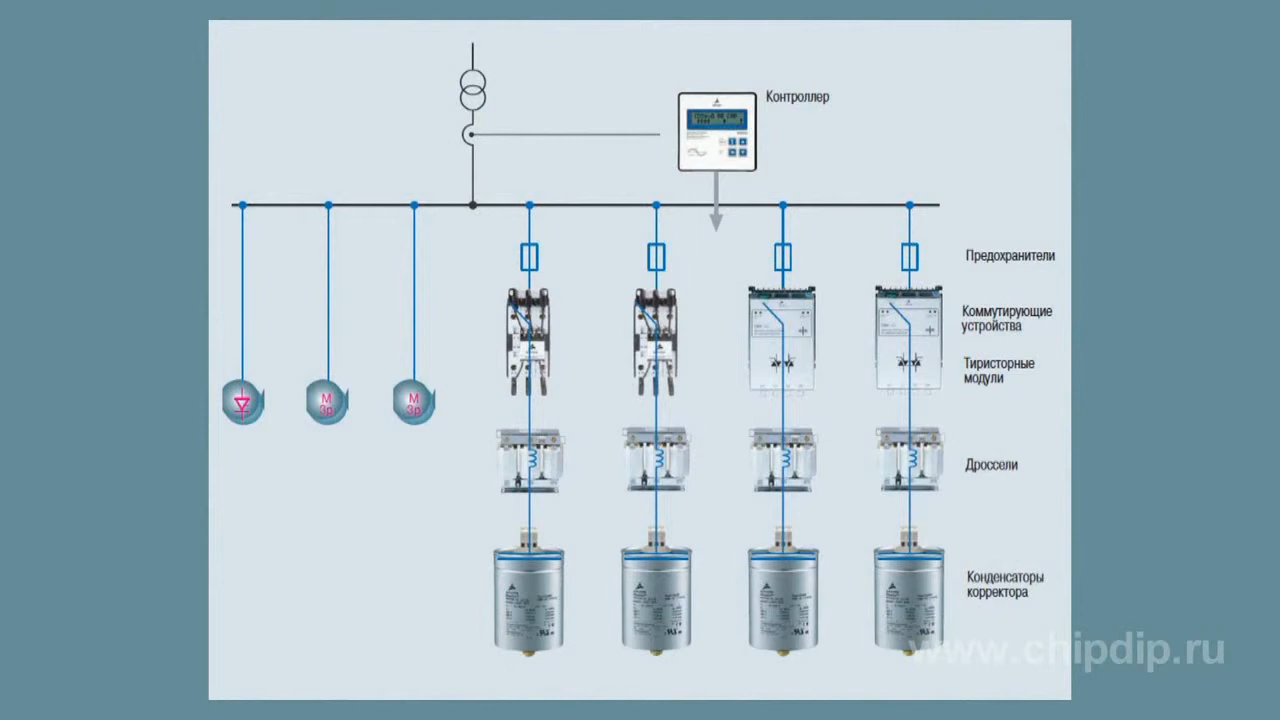 Контроллер
Предохранители
Коммутирующие
устройства
Тиристорные
модули
M
3p
M
3p
Дроссели
Конденсаторы
корректора
www.chipdip.ru